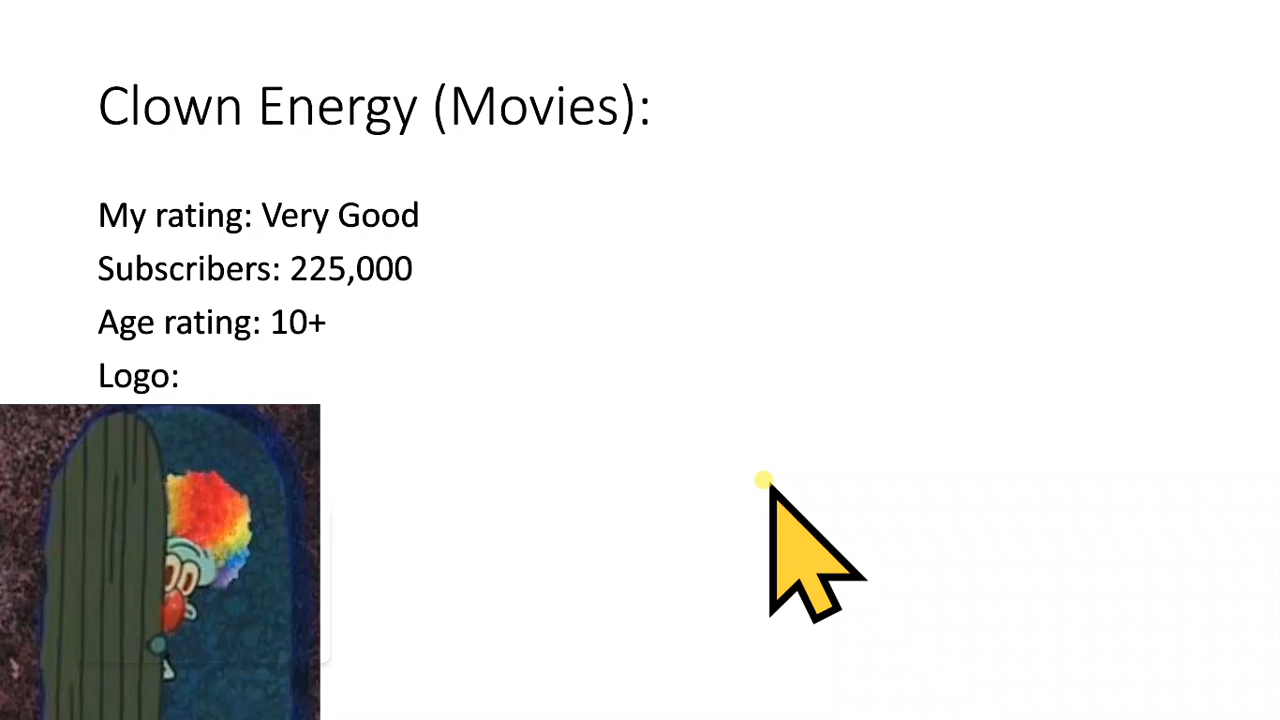 Clown Energy (Movies):
My rating: Very Good
Subscribers: 225,000
Age rating: 10+
Logo: